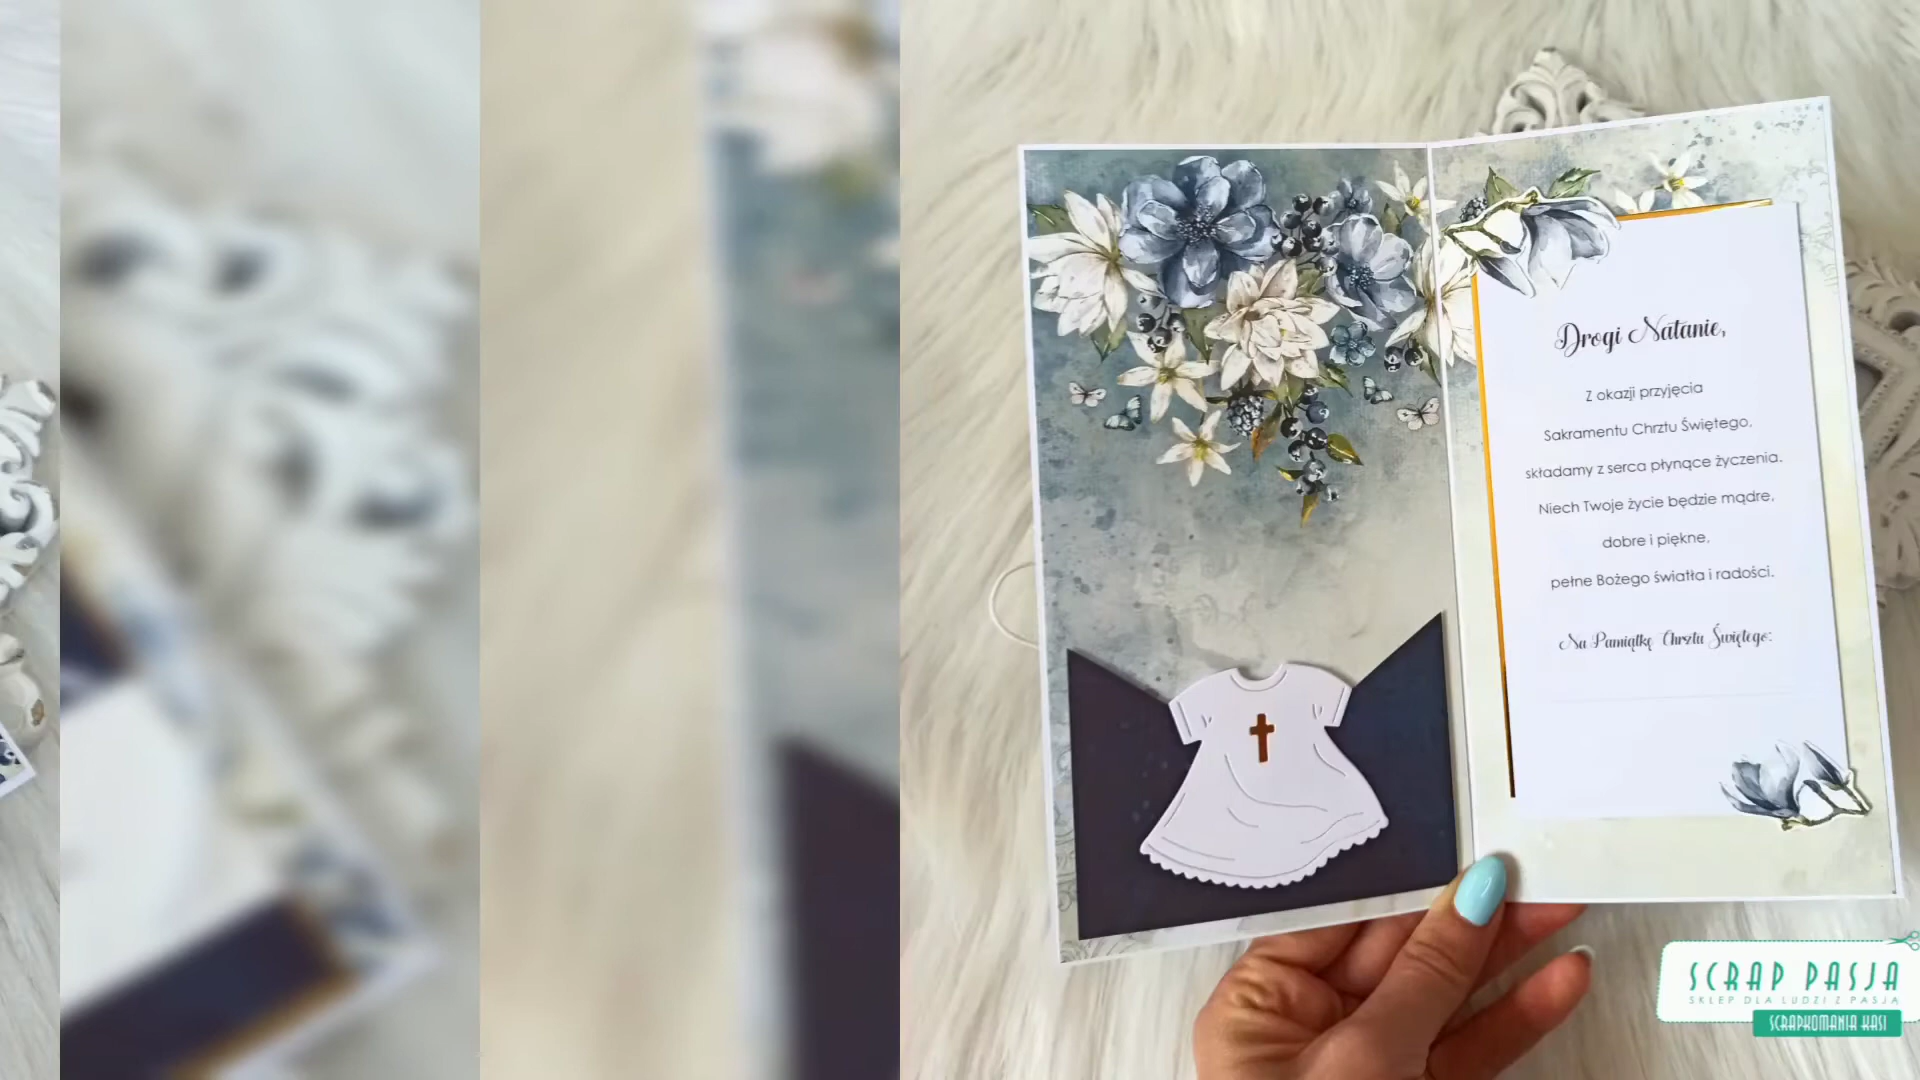 Drogi Natanie,
Z okazji przyjęcia
Sakramentu Chrztu Świętego,
składamy z serca płynące życzenia.
Niech Twoje życie będzie mądre,
dobre i piękne,
pełne Bożego światła i radości.
Na Pamiątkę Chrztu Świętego:
SCRAP PASJA
SKLEP DLA LUDZI Z PASJĄ
SCRAPKOMANIA KASI